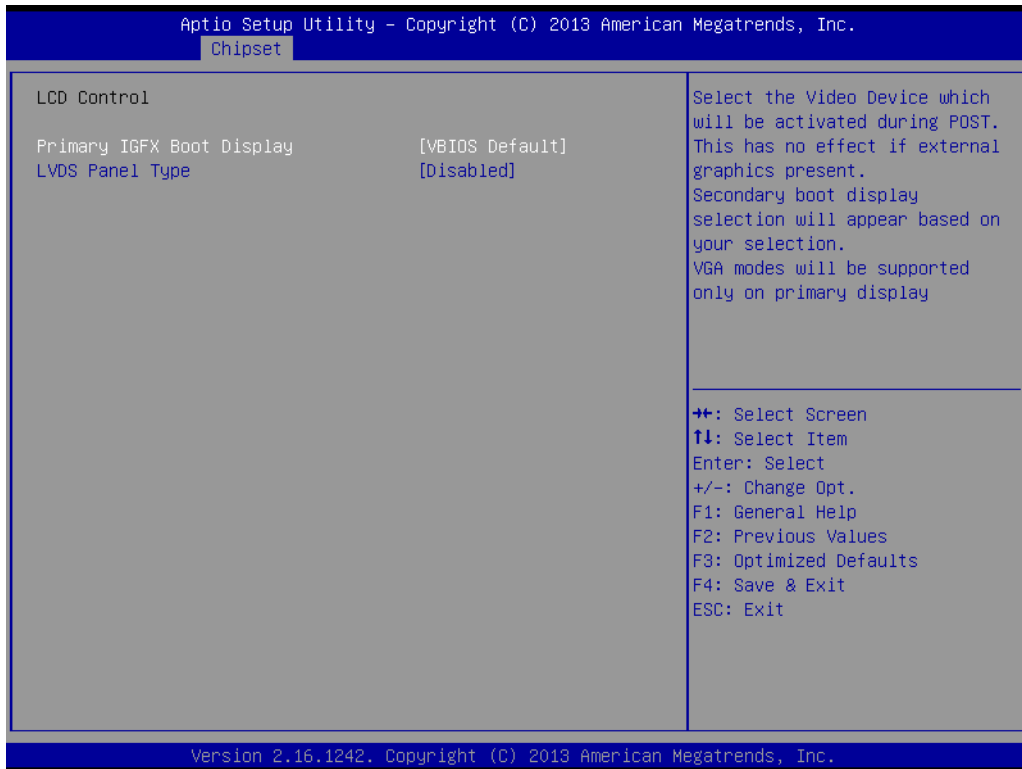 Aptio Setup Utility – Copyright (C) 2013 American Megatrends, Inc.
Chipset
LCD Control
Primary IGFX Boot Display [VBIOS Default]
LVDS Panel Type [Disabled]
Select the Video Device which
will be activated during POST.
This has no effect if external
graphics present.
Secondary boot display
selection will appear based on
your selection.
VGA modes will be supported
only on primary display
→←: Select Screen
↑↓: Select Item
Enter: Select
+/-: Change Opt.
F1: General Help
F2: Previous Values
F3: Optimized Defaults
F4: Save & Exit
ESC: Exit
Version 2.16.1242. Copyright (C) 2013 American Megatrends, Inc.